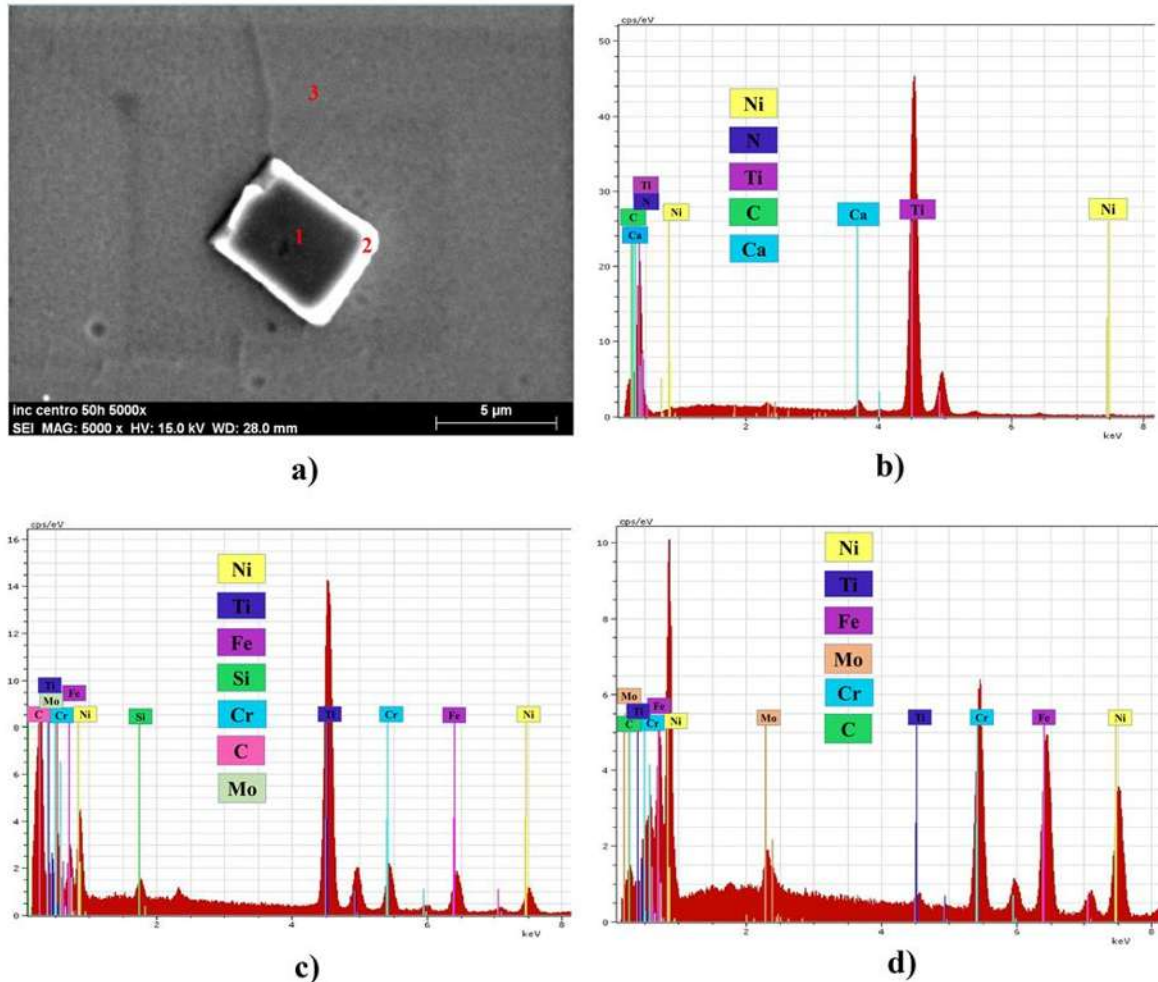 3
1
2
inc centro 50h 5000x
SEI MAG: 5000 x HV: 15.0 kV WD: 28.0 mm
5 µm
a)
cps/eV
50
40
30
20
10
0
Ni
N
Ti
C
Ca
Ti
N
C
Ca
Ni
Ca
Ti
Ni
2
4
6
8
keV
b)
cps/eV
16
14
12
10
8
6
4
2
0
Ni
Ti
Fe
Si
Cr
C
Mo
Ti
Fe
Mo
C
Cr
Ni
Si
Ti
Cr
Fe
Ni
2
4
6
8
keV
c)
cps/eV
10
8
6
4
2
0
Ni
Ti
Fe
Mo
Cr
C
Mo
Fe
Ti
C
Cr
Ni
Mo
Ti
Cr
Fe
Ni
2
4
6
8
keV
d)